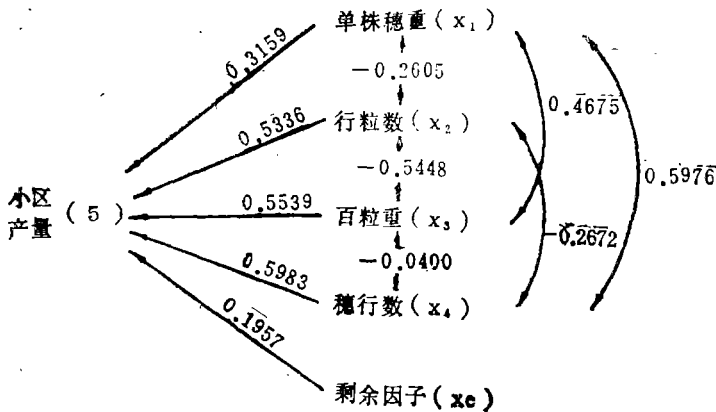 单株穗重(x₁)
0.3159
-0.2605
0.4675
行粒数(x₂)
0.5336
-0.5448
0.5976
小区
产量(5)
0.5539
百粒重(x₃)
-0.2672
-0.0400
0.5983
穗行数(x₄)
0.1957
剩余因子(xe)